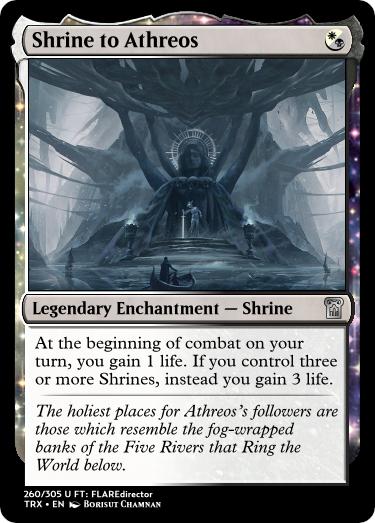 Shrine to Athreos
Legendary Enchantment — Shrine
At the beginning of combat on your
turn, you gain 1 life. If you control three
or more Shrines, instead you gain 3 life.
The holiest places for Athreos's followers are
those which resemble the fog-wrapped
banks of the Five Rivers that Ring the
World below.
260/305 U FT: FLAREdirector
TRX • EN Borisut Chamnan